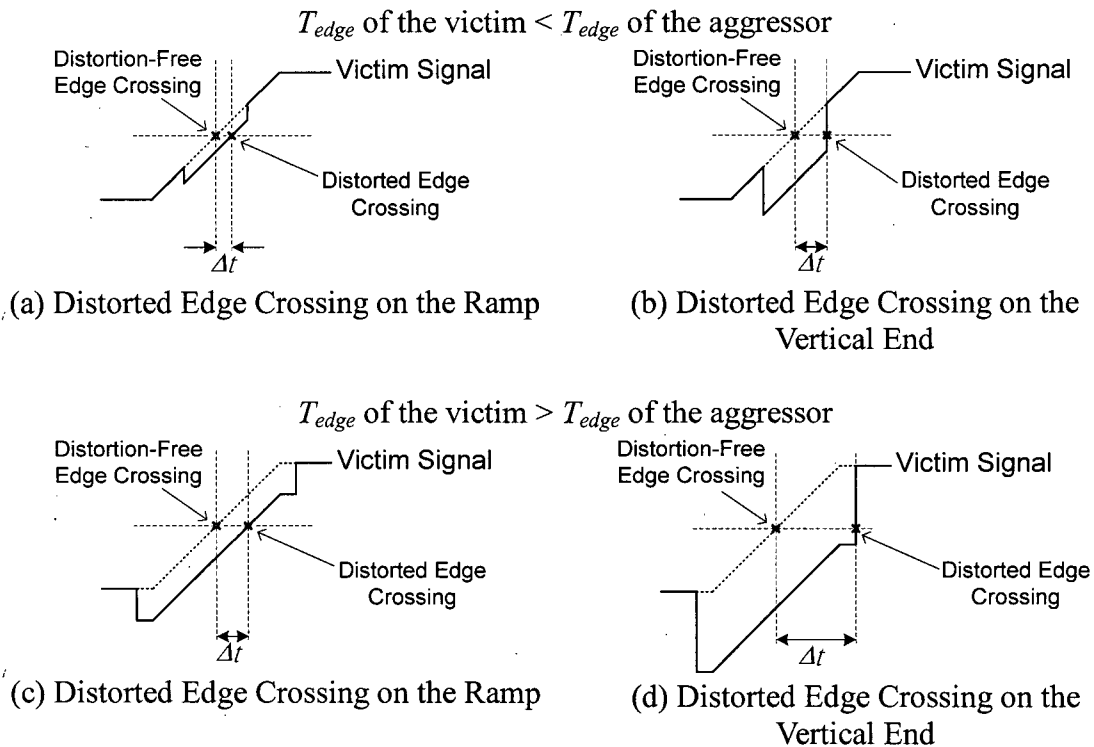 T_edge of the victim < T_edge of the aggressor
Distortion-Free
Edge Crossing
Victim Signal
Distorted Edge
Crossing
Δt
(a) Distorted Edge Crossing on the Ramp
Distortion-Free
Edge Crossing
Victim Signal
Distorted Edge
Crossing
Δt
(b) Distorted Edge Crossing on the
Vertical End
T_edge of the victim > T_edge of the aggressor
Distortion-Free
Edge Crossing
Victim Signal
Distorted Edge
Crossing
Δt
(c) Distorted Edge Crossing on the Ramp
Distortion-Free
Edge Crossing
Victim Signal
Distorted Edge
Crossing
Δt
(d) Distorted Edge Crossing on the
Vertical End